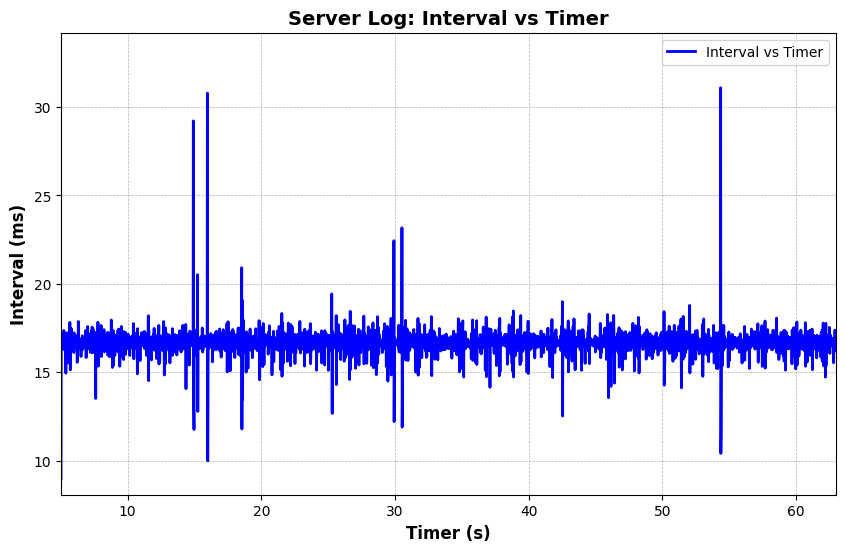 Server Log: Interval vs Timer
Interval vs Timer
30
25
20
15
10
Interval (ms)
10 20 30 40 50 60
Timer (s)